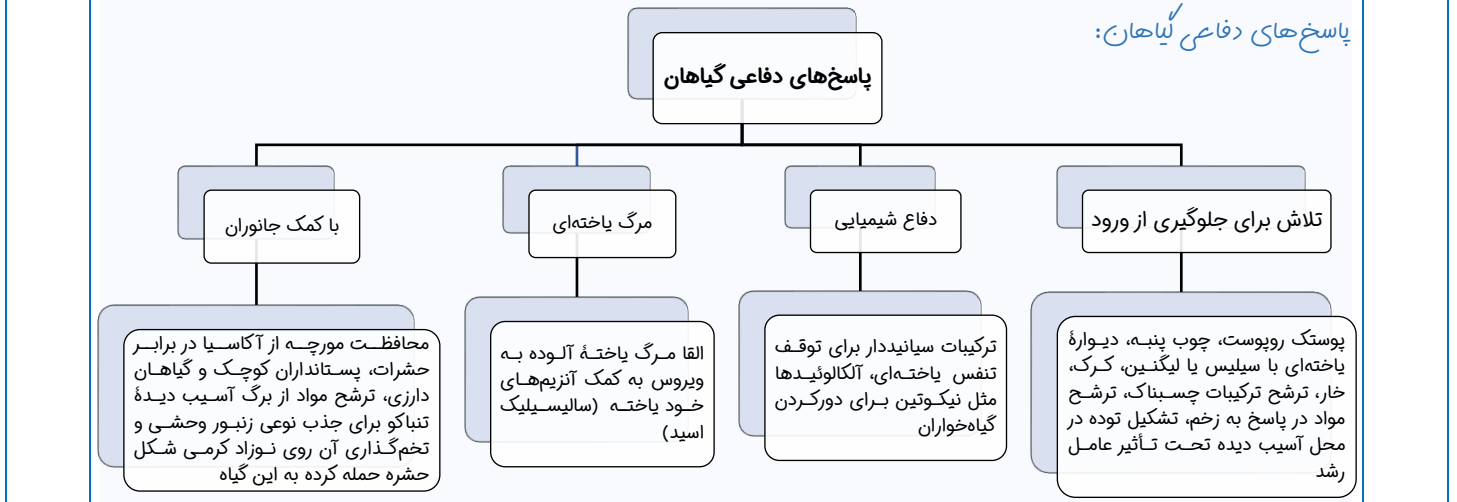 پاسخ‌های دفاعی گیاهان:
پاسخ‌های دفاعی گیاهان
تلاش برای جلوگیری از ورود
پوستک روپوست، چوب پنبه، دیوارهٔ
یاخته‌ای با سیلیس یا لیگنین، کرک،
خار، ترشح ترکیبات چسبناک، ترشح
مواد در پاسخ به زخم، تشکیل توده در
محل آسیب دیده تحت تأثیر عامل
رشد
دفاع شیمیایی
ترکیبات سیانیددار برای توقف
تنفس یاخته‌ای، آلکالوئیدها
مثل نیکوتین برای دورکردن
گیاه‌خواران
مرگ یاخته‌ای
القا مرگ یاختهٔ آلوده به
ویروس به کمک آنزیم‌های
خود یاخته (سالیسیلیک
اسید)
با کمک جانوران
محافظت مورچه از آکاسیا در برابر
حشرات، پستانداران کوچک و گیاهان
دارزی، ترشح مواد از برگ آسیب دیدهٔ
تنباکو برای جذب نوعی زنبور وحشی و
تخم‌گذاری آن روی نوزاد کرمی شکل
حشره حمله کرده به این گیاه